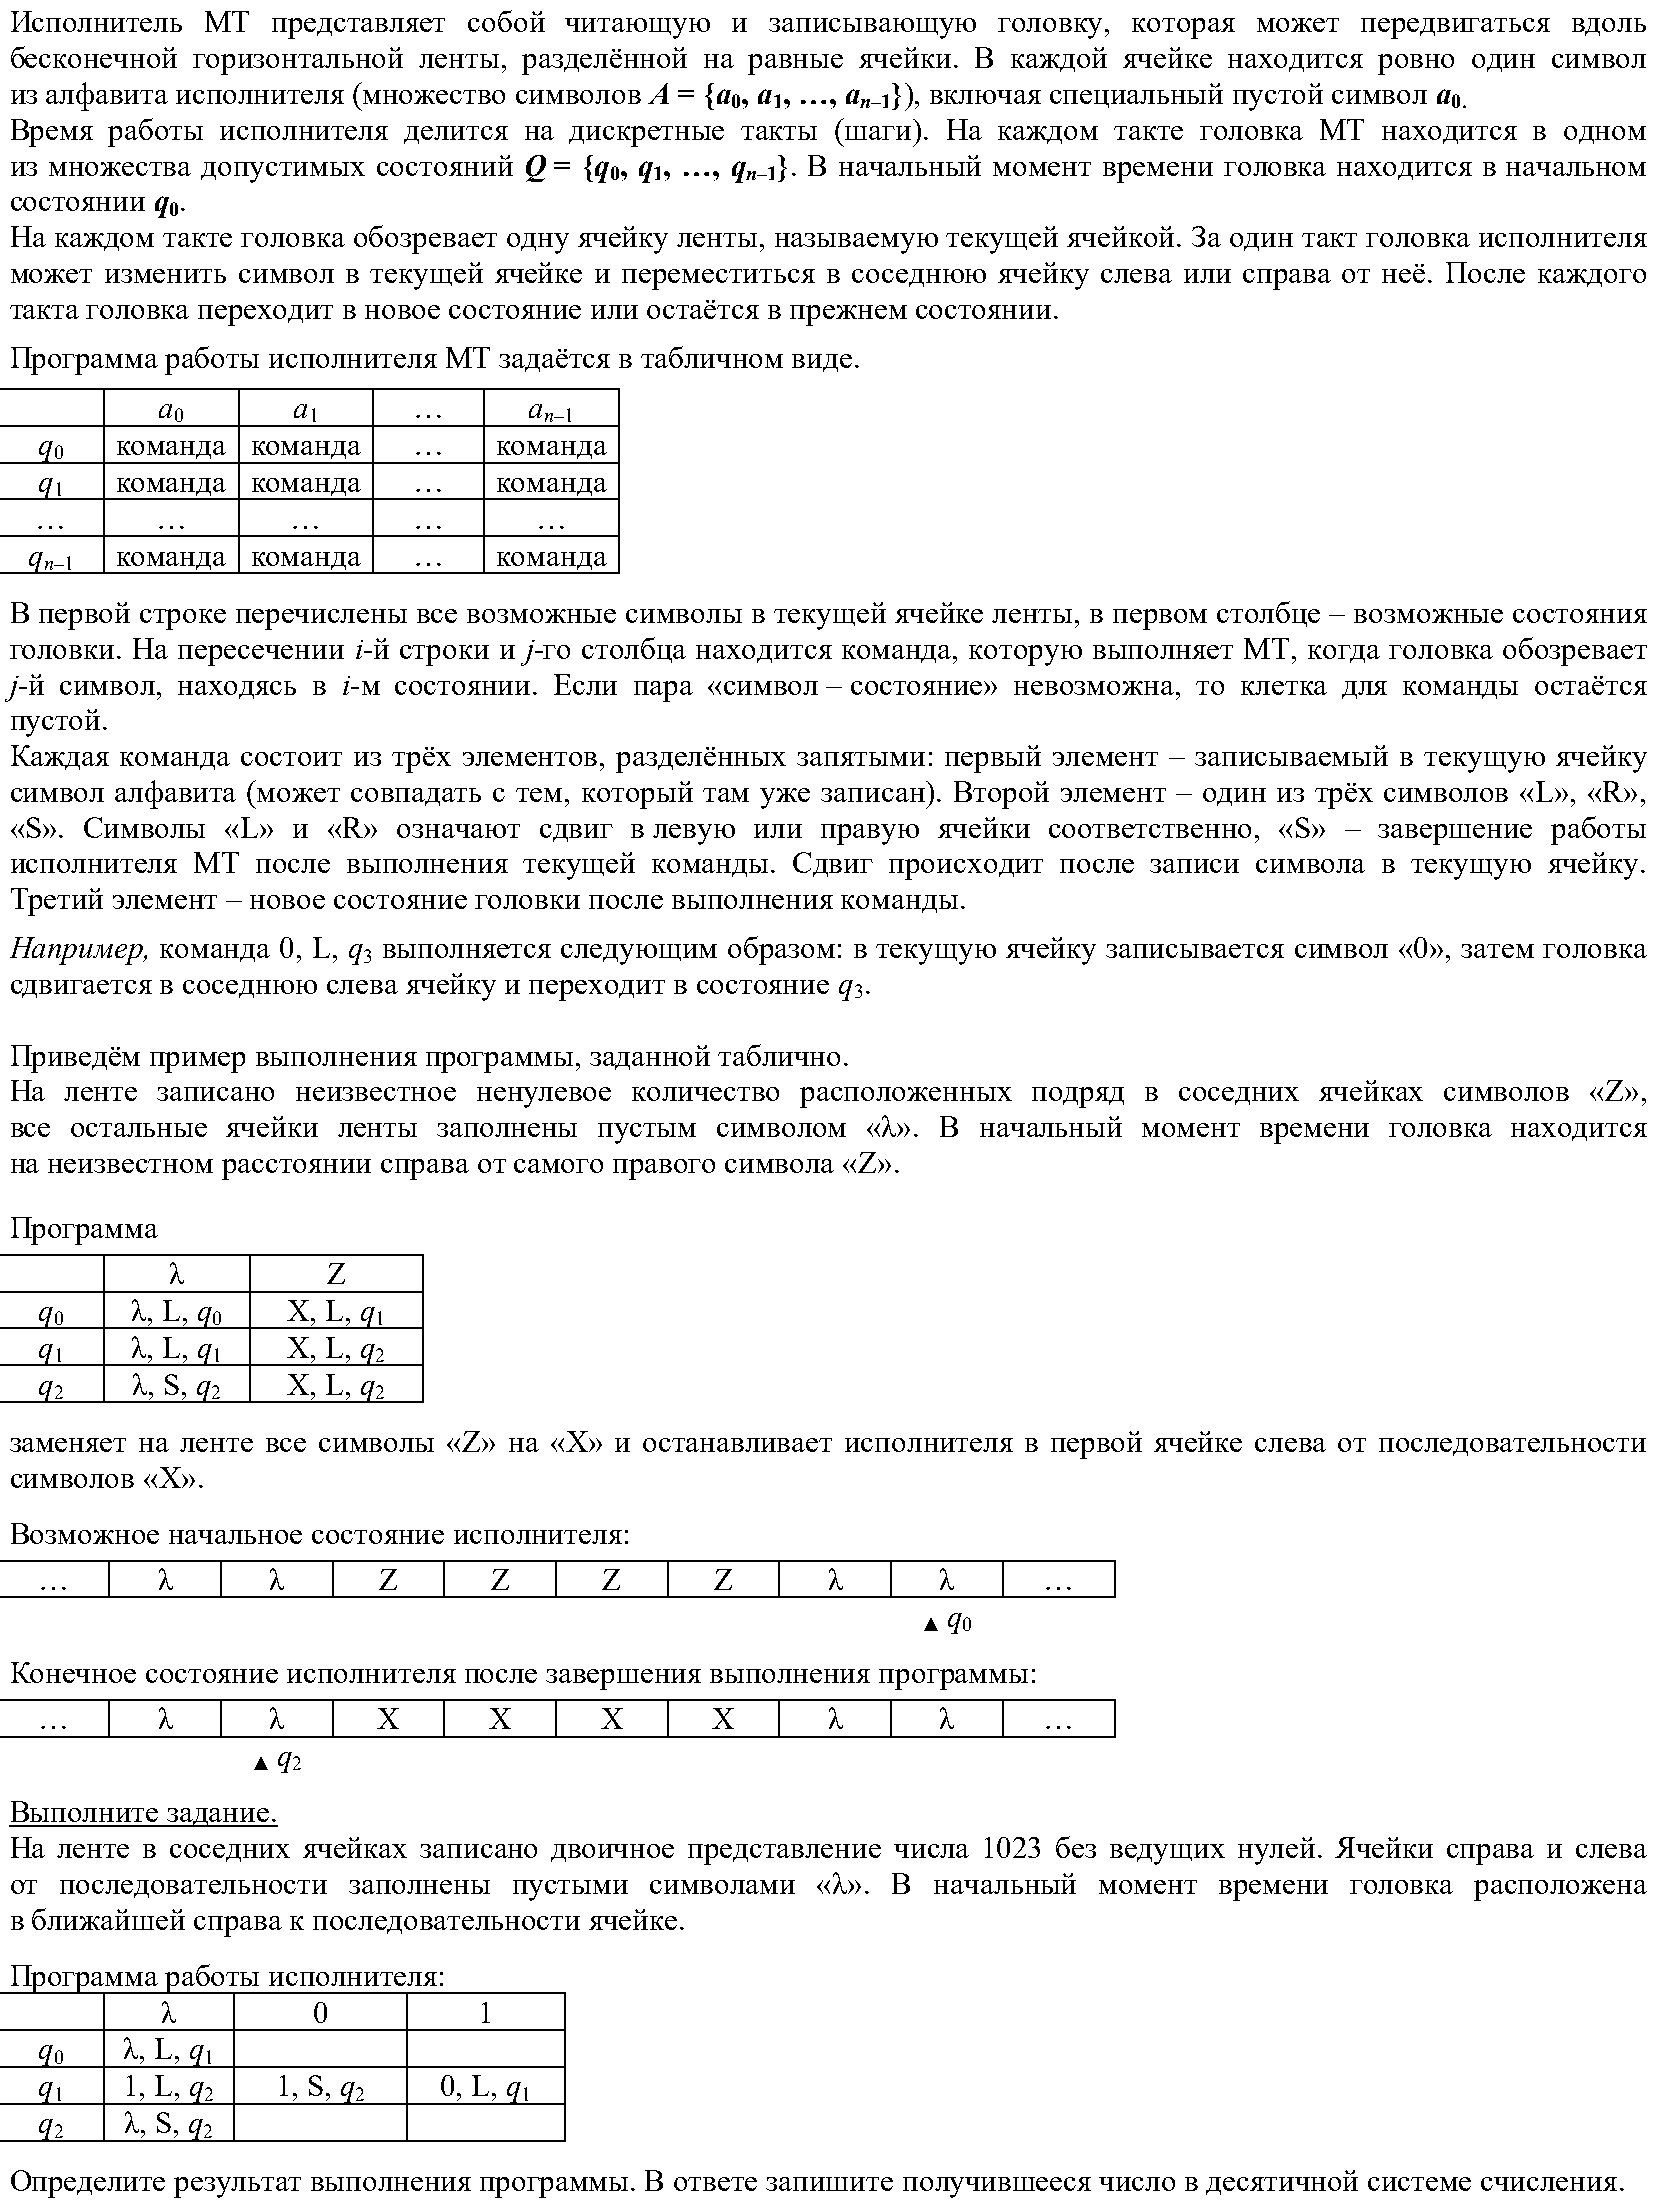 Исполнитель МТ представляет собой читающую и записывающую головку, которая может передвигаться вдоль
бесконечной горизонтальной ленты, разделённой на равные ячейки. В каждой ячейке находится ровно один символ
из алфавита исполнителя (множество символов A = {a0, a1, …, an–1}), включая специальный пустой символ a0.
Время работы исполнителя делится на дискретные такты (шаги). На каждом такте головка МТ находится в одном
из множества допустимых состояний Q = {q0, q1, …, qn–1}. В начальный момент времени головка находится в начальном
состоянии q0.
На каждом такте головка обозревает одну ячейку ленты, называемую текущей ячейкой. За один такт головка исполнителя
может изменить символ в текущей ячейке и переместиться в соседнюю ячейку слева или справа от неё. После каждого
такта головка переходит в новое состояние или остаётся в прежнем состоянии.
Программа работы исполнителя МТ задаётся в табличном виде.
a0 a1 … an–1
q0 команда команда … команда
q1 команда команда … команда
… … … … …
qn–1 команда команда … команда
В первой строке перечислены все возможные символы в текущей ячейке ленты, в первом столбце – возможные состояния
головки. На пересечении i-й строки и j-го столбца находится команда, которую выполняет МТ, когда головка обозревает
j-й символ, находясь в i-м состоянии. Если пара «символ – состояние» невозможна, то клетка для команды остаётся
пустой.
Каждая команда состоит из трёх элементов, разделённых запятыми: первый элемент – записываемый в текущую ячейку
символ алфавита (может совпадать с тем, который там уже записан). Второй элемент – один из трёх символов «L», «R»,
«S». Символы «L» и «R» означают сдвиг в левую или правую ячейки соответственно, «S» – завершение работы
исполнителя МТ после выполнения текущей команды. Сдвиг происходит после записи символа в текущую ячейку.
Третий элемент – новое состояние головки после выполнения команды.
Например, команда 0, L, q3 выполняется следующим образом: в текущую ячейку записывается символ «0», затем головка
сдвигается в соседнюю слева ячейку и переходит в состояние q3.
Приведём пример выполнения программы, заданной таблично.
На ленте записано неизвестное ненулевое количество расположенных подряд в соседних ячейках символов «Z»,
все остальные ячейки ленты заполнены пустым символом «λ». В начальный момент времени головка находится
на неизвестном расстоянии справа от самого правого символа «Z».
Программа
λ Z
q0 λ, L, q0 X, L, q1
q1 λ, L, q1 X, L, q2
q2 λ, S, q2 X, L, q2
заменяет на ленте все символы «Z» на «X» и останавливает исполнителя в первой ячейке слева от последовательности
символов «X».
Возможное начальное состояние исполнителя:
… λ λ Z Z Z Z λ λ …
▲ q0
Конечное состояние исполнителя после завершения выполнения программы:
… λ λ X X X X λ λ …
▲ q2
Выполните задание.
На ленте в соседних ячейках записано двоичное представление числа 1023 без ведущих нулей. Ячейки справа и слева
от последовательности заполнены пустыми символами «λ». В начальный момент времени головка расположена
в ближайшей справа к последовательности ячейке.
Программа работы исполнителя:
λ 0 1
q0 λ, L, q1
q1 1, L, q2 1, S, q2 0, L, q1
q2 λ, S, q2
Определите результат выполнения программы. В ответе запишите получившееся число в десятичной системе счисления.